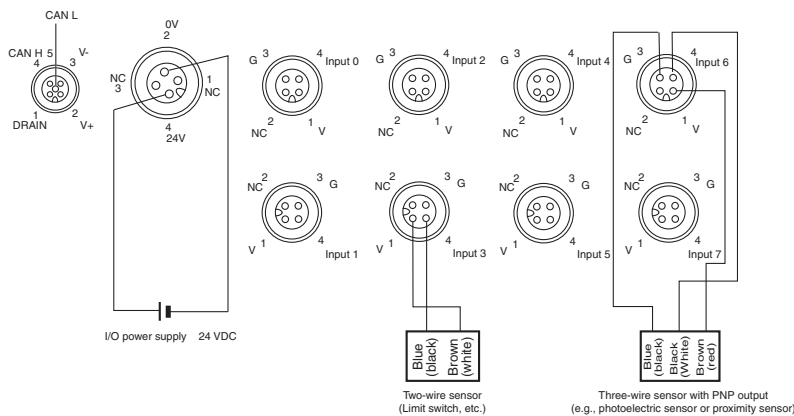 CAN L
CAN H 5 V-
4 3
1 2
DRAIN V+
0V
2
NC 1
3 NC
4
24V
G 3 4 Input 0
2 1
NC V
3 4 Input 2
2 1
NC V
G 3 4 Input 4
2 1
NC V
G 3 4 Input 6
2 1
NC V
NC 2 3 G
V 1 4 Input 1
NC 2 3 G
V 1 4 Input 3
NC 2 3 G
V 1 4 Input 5
NC 2 3 G
V 1 4 Input 7
I/O power supply 24 VDC
Blue
(black)
Brown
(white)
Two-wire sensor
(Limit switch, etc.)
Blue
(black)
Black
(White)
Brown
(red)
Three-wire sensor with PNP output
(e.g., photoelectric sensor or proximity sensor)